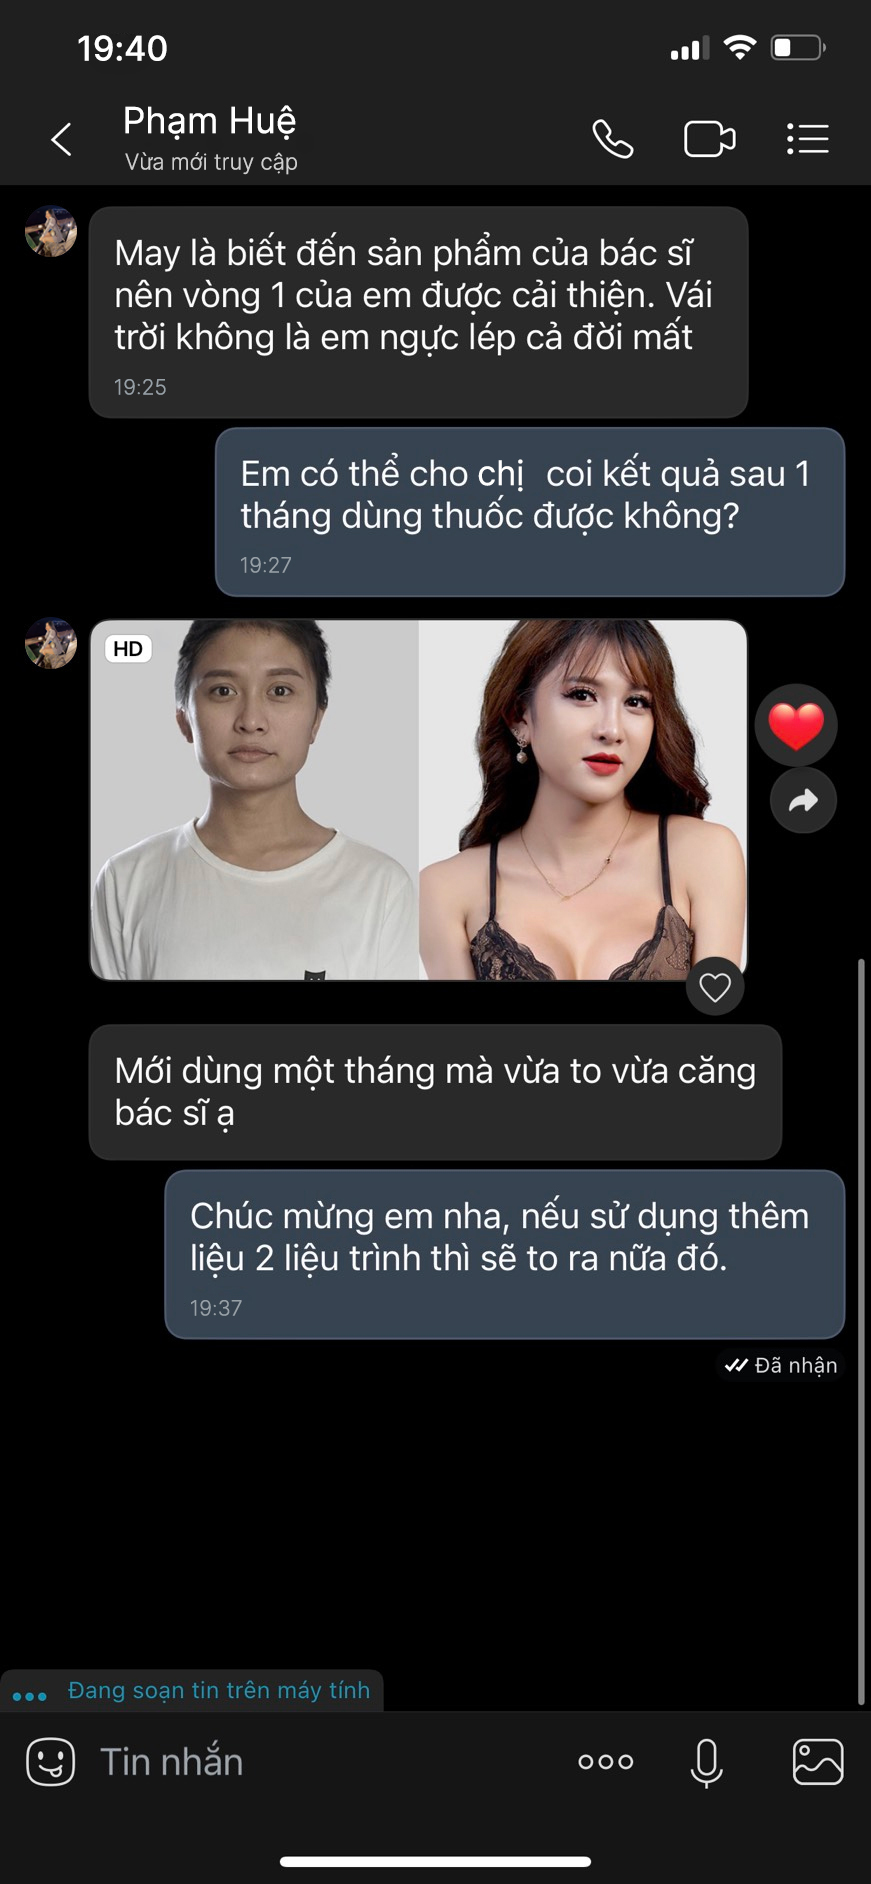 19:40
Phạm Huệ
Vừa mới truy cập
May là biết đến sản phẩm của bác sĩ
nên vòng 1 của em được cải thiện. Vái
trời không là em ngực lép cả đời mất
19:25
Em có thể cho chị coi kết quả sau 1
tháng dùng thuốc được không?
19:27
HD
Mới dùng một tháng mà vừa to vừa căng
bác sĩ ạ
Chúc mừng em nha, nếu sử dụng thêm
liệu 2 liệu trình thì sẽ to ra nữa đó.
19:37
Đã nhận
Đang soạn tin trên máy tính
Tin nhắn